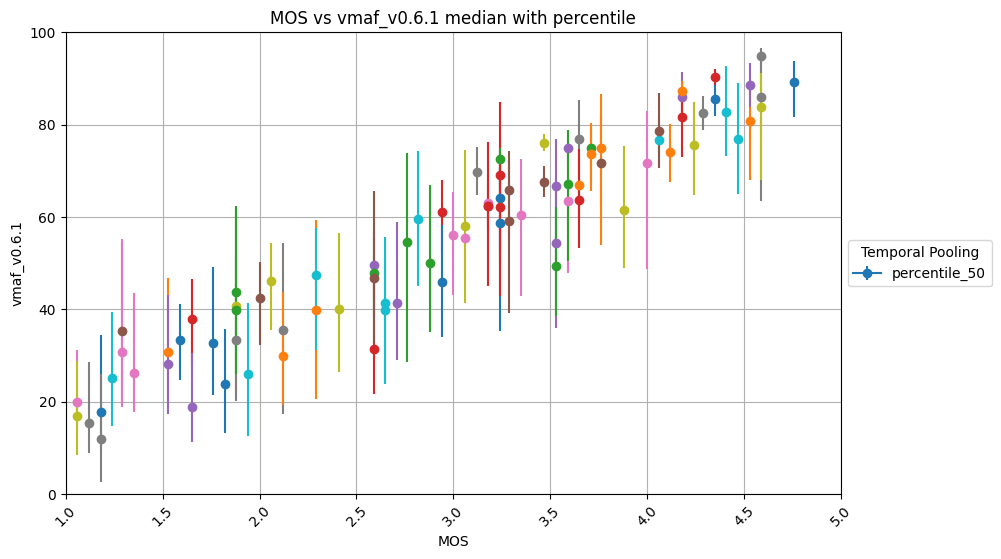 MOS vs vmaf_v0.6.1 median with percentile
100
80
60
40
20
0
vmaf_v0.6.1
1.0 1.5 2.0 2.5 3.0 3.5 4.0 4.5 5.0
MOS
Temporal Pooling
percentile_50